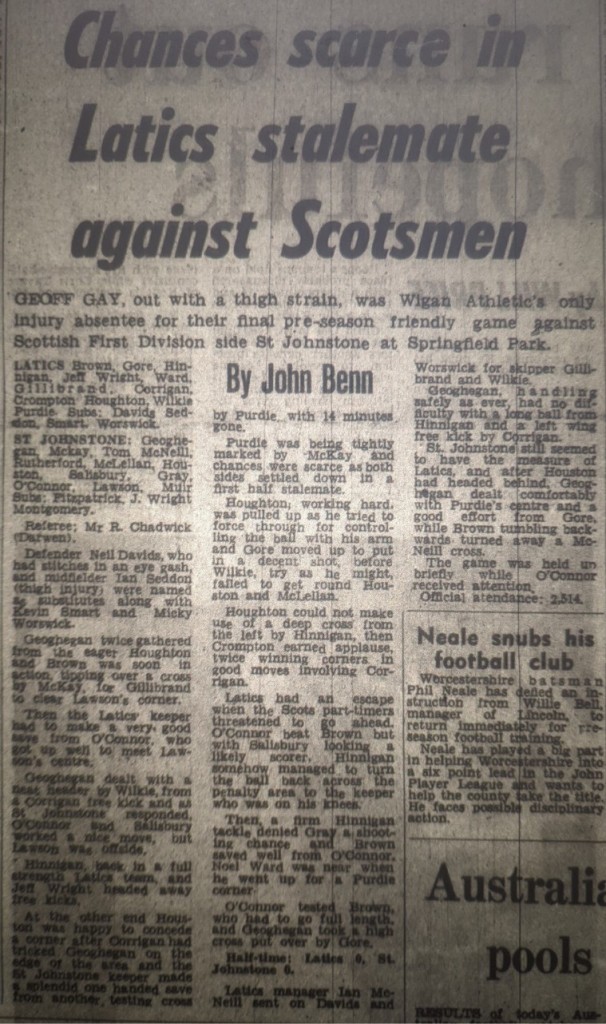 Chances scarce in
Latics stalemate
against Scotsmen
GEOFF GAY, out with a thigh strain, was Wigan Athletic's only
injury absentee for their final pre-season friendly game against
Scottish First Division side St Johnstone at Springfield Park.
LATICS Brown, Gore, Hin-
nigan, Jeff Wright, Ward,
Gillibrand, Corrigan,
Crompton Houghton, Wilkie
Purdie. Subs: Davids Sed-
don, Smart, Worswick.
ST JOHNSTONE: Geoghe-
gan, Mckay, Tom McNeill,
Rutherford, McLellan, Hou-
ston, Salisbury, Gray,
O'Connor, Lawson, Muir
Subs: Fitzpatrick, J. Wright
Montgomery.
Referee: Mr R. Chadwick
(Darwen).
Defender Neil Davids, who
had stitches in an eye gash,
and midfielder Ian Seddon
(thigh injury) were named
as substitutes along with
Kevin Smart and Micky
Worswick.
Geoghegan twice gathered
from the eager Houghton
and Brown was soon in
action, tipping over a cross
by McKay, for Gillibrand
to clear Lawson's corner.
Then the Latics' keeper
had to make a very good
save from O'Connor, who
got up well to meet Law-
son's centre.
Geoghegan dealt with a
neat header by Wilkie, from
a Corrigan free kick and as
St Johnstone responded,
O'Connor and Salisbury
worked a nice move, but
Lawson was offside.
Hinnigan, back in a full
strength Latics team, and
Jeff Wright headed away
free kicks.
At the other end Hous-
ton was happy to concede
a corner after Corrigan had
tricked Geoghegan on the
edge of the area and the
St Johnstone keeper made
a splendid one handed save
from another testing cross
By John Benn
by Purdie, with 14 minutes
gone.
Purdie was being tightly
marked by McKay and
chances were scarce as both
sides settled down in a
first half stalemate.
Houghton, working hard,
was pulled up as he tried to
force through for control-
ling the ball with his arm
and Gore moved up to put
in a decent shot, before
Wilkie, try as he might,
failed to get round Hou-
ston and McLellan.
Houghton could not make
use of a deep cross from
the left by Hinnigan, then
Crompton earned applause,
twice winning corners in
good moves involving Cor-
rigan.
Latics had an escape
when the Scots part-timers
threatened to go ahead.
O'Connor beat Brown but
with Salisbury looking a
likely scorer, Hinnigan
somehow managed to turn
the ball back across the
penalty area to the keeper
who was on his knees.
Then, a firm Hinnigan
tackle denied Gray a shoot-
ing chance and Brown
saved well from O'Connor.
Noel Ward was near when
he went up for a Purdie
corner
O'Connor tested Brown,
who had to go full length,
and Geoghegan took a high
cross put over by Gore.
Half-time: Latics 0, St.
Johnstone 0.
Latics manager Ian Mc-
Neill sent on Davids and
Worswick for skipper Gilli-
brand and Wilkie.
Geoghegan, handling
safely as ever, had no dif-
ficulty with a long ball from
Hinnigan and a left wing
free kick by Corrigan.
St. Johnstone still seemed
to have the measure of
Latics, and after Houston
had headed behind, Geog-
hegan dealt comfortably
with Purdie's centre and a
good effort from Gore,
while Brown tumbling back-
wards turned away a Mc-
Neill cross.
The game was held up
briefly while O'Connor
received attention.
Official atendance: 2,514.
Neale snubs his
football club
Worcestershire batsman
Phil Neale has defied an in-
struction from Willie Bell,
manager of Lincoln, to
return immediately for pre-
season football training.
Neale has played a big part
in helping Worcestershire into
a six point lead in the John
Player League and wants to
help the county take the title.
He faces possible disciplinary
action.
Australia
pools
RESULTS of today's Aus-